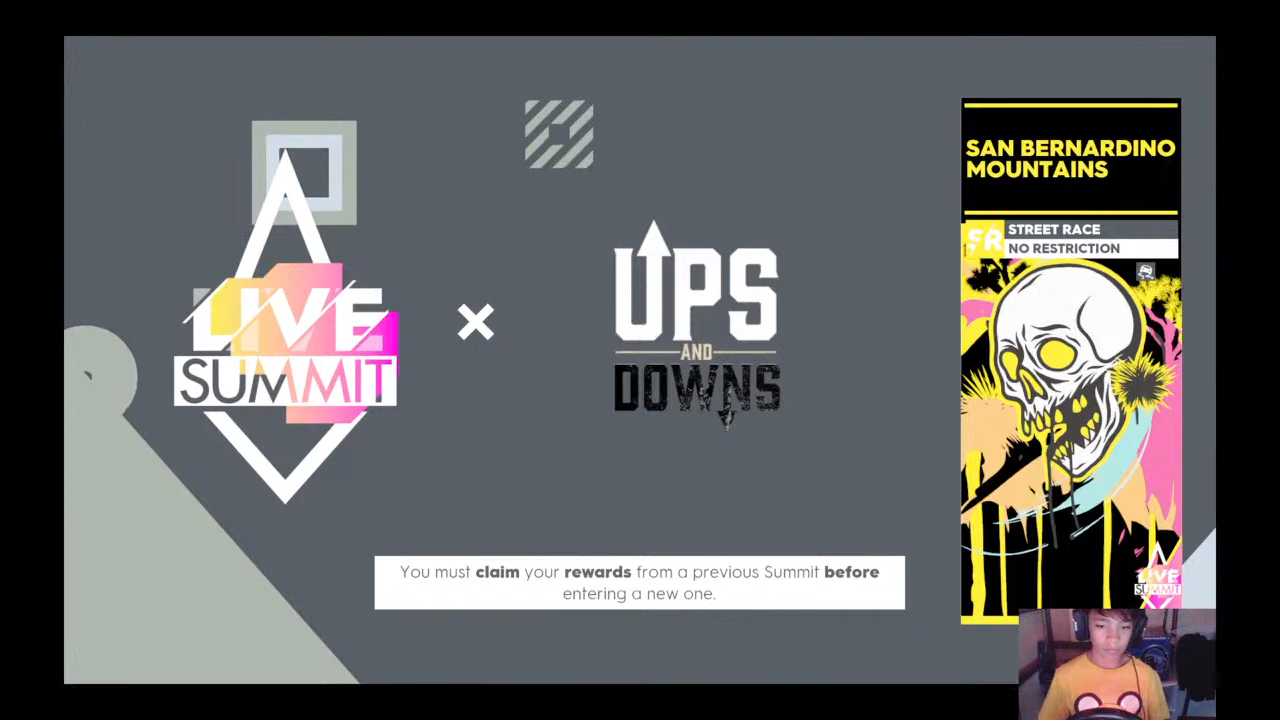 LIVE
SUMMIT
×
UPS
AND
DOWNS
You must claim your rewards from a previous Summit before
entering a new one.
SAN BERNARDINO
MOUNTAINS
SR
STREET RACE
NO RESTRICTION
LIVE
SUMMIT